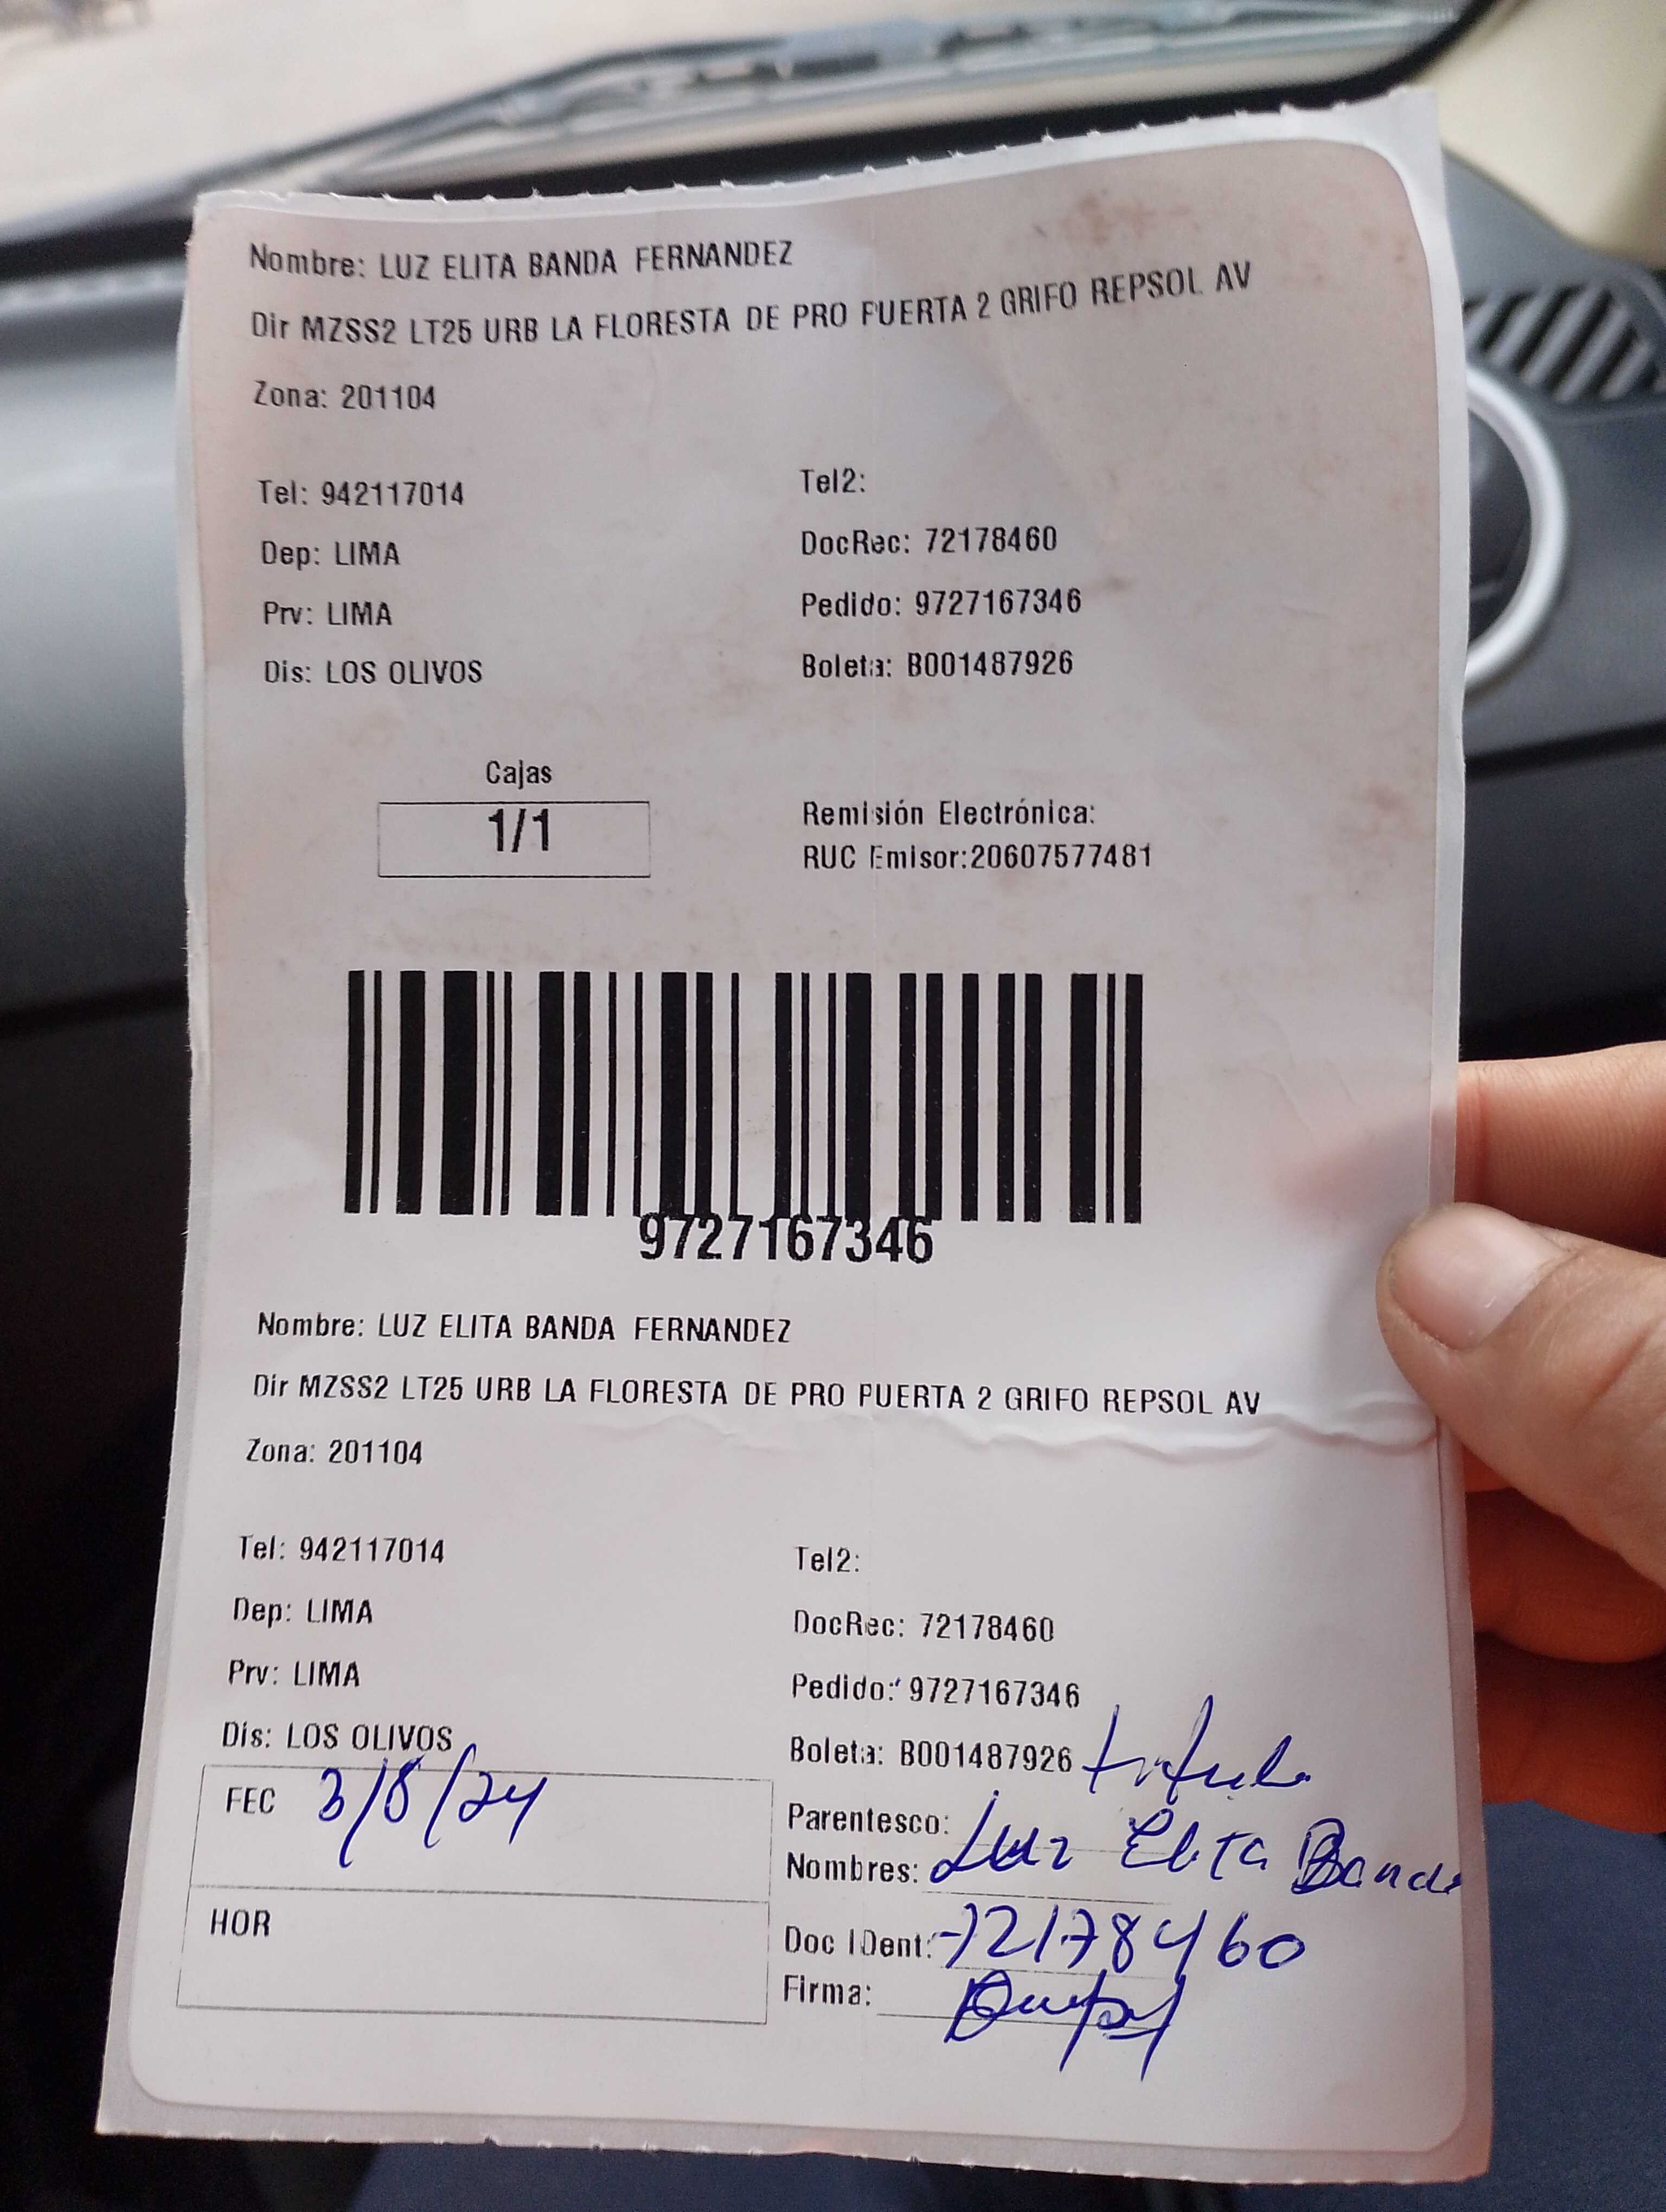 Nombre: LUZ ELITA BANDA FERNANDEZ
Dir MZSS2 LT25 URB LA FLORESTA DE PRO PUERTA 2 GRIFO REPSOL AV
Zona: 201104
Tel: 942117014
Tel2:
Dep: LIMA
DocRec: 72178460
Prv: LIMA
Pedido: 9727167346
Dis: LOS OLIVOS
Boleta: B001487926
Cajas
1/1
Remisión Electrónica:
RUC Emisor:20607577481
9727167346
Nombre: LUZ ELITA BANDA FERNANDEZ
Dir MZSS2 LT25 URB LA FLORESTA DE PRO PUERTA 2 GRIFO REPSOL AV
Zona: 201104
Tel: 942117014
Tel2:
Dep: LIMA
DocRec: 72178460
Prv: LIMA
Pedido: 9727167346
Dis: LOS OLIVOS
Boleta: B001487926
FEC 3/8/24
Parentesco:
Nombres: Luz Elita Banda
HOR
Doc IDent: 72178460
Firma: